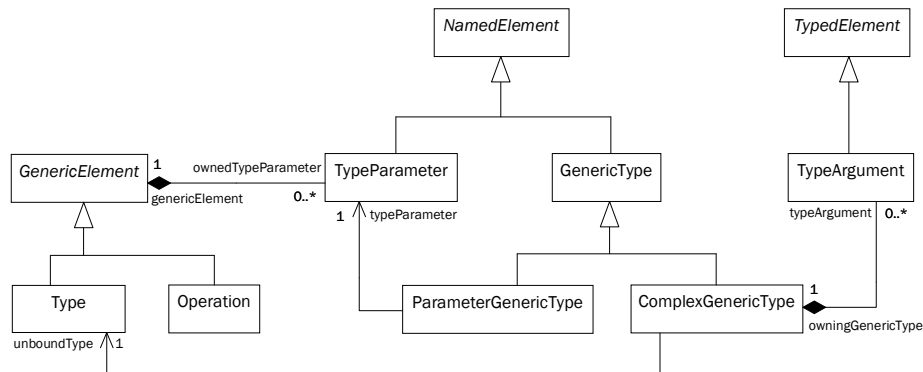 NamedElement
TypedElement
GenericElement
1
ownedTypeParameter
genericElement
0..*
TypeParameter
GenericType
TypeArgument
1
typeParameter
typeArgument
0..*
Type
Operation
ParameterGenericType
ComplexGenericType
1
owningGenericType
unboundType
1